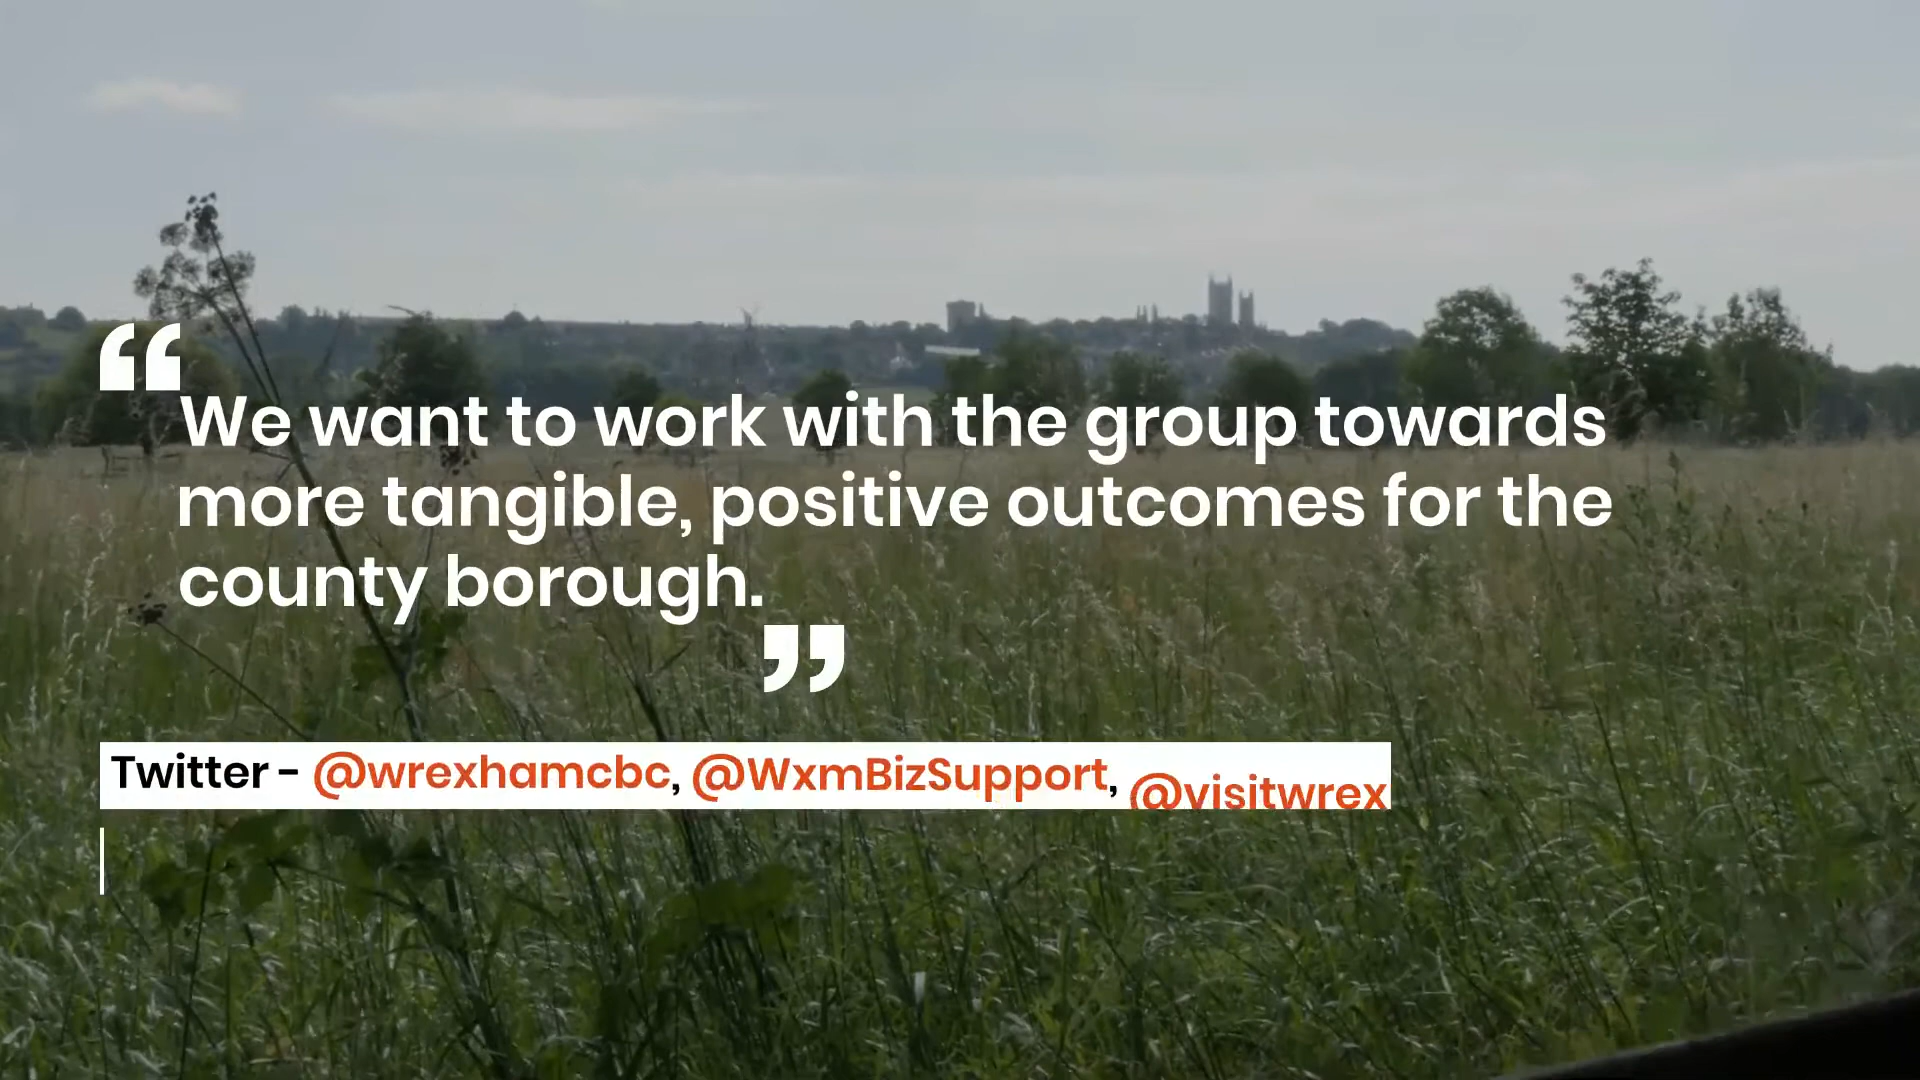 “We want to work with the group towards
more tangible, positive outcomes for the
county borough.”
Twitter - @wrexhamcbc, @WxmBizSupport, @visitwrex